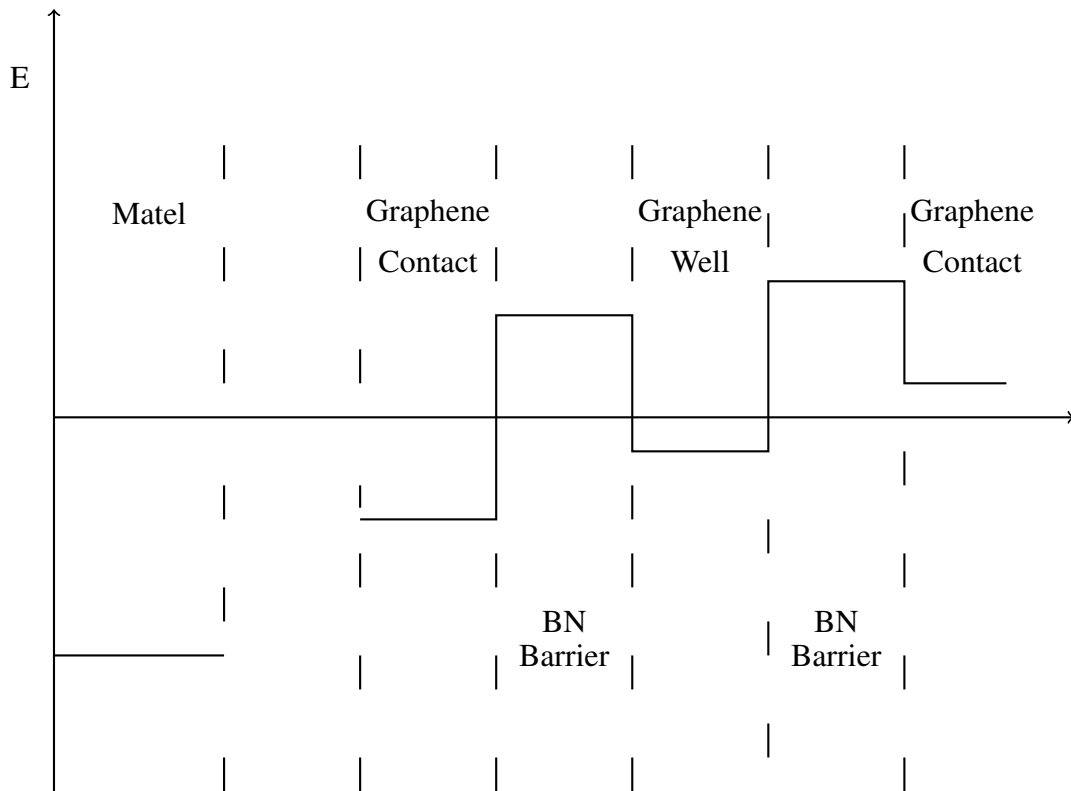 E
Matel
Graphene
Contact
Graphene
Well
Graphene
Contact
BN
Barrier
BN
Barrier